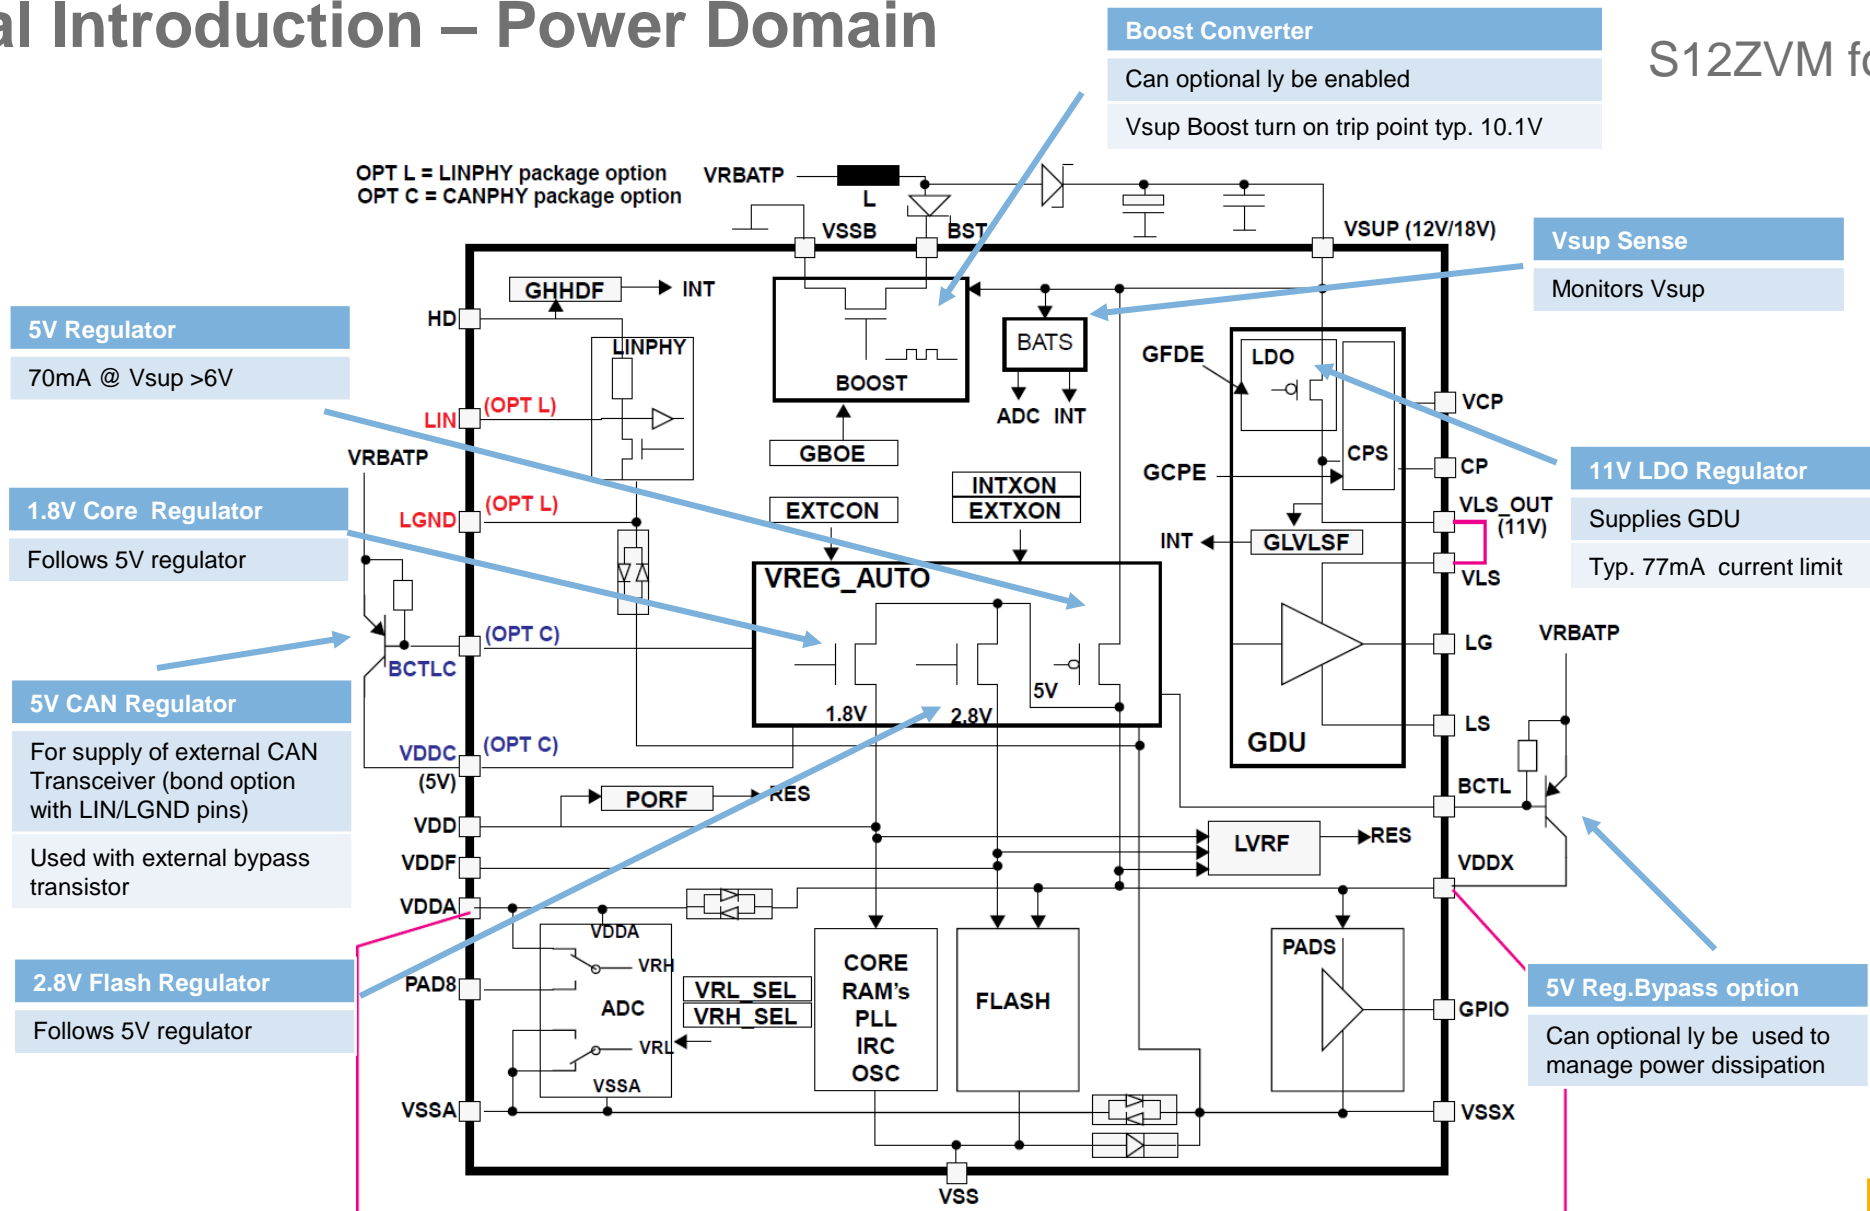 al Introduction – Power Domain
S12ZVM fo
Boost Converter
Can optional ly be enabled
Vsup Boost turn on trip point typ. 10.1V
OPT L = LINPHY package option
OPT C = CANPHY package option
VRBATP
L
VSSB
BST
VSUP (12V/18V)
Vsup Sense
Monitors Vsup
5V Regulator
70mA @ Vsup >6V
GHHDF
INT
HD
LINPHY
BATS
BOOST
ADC
INT
GFDE
LDO
VCP
LIN
(OPT L)
GBOE
CPS
CP
GCPE
VRBATP
11V LDO Regulator
Supplies GDU
Typ. 77mA current limit
1.8V Core Regulator
Follows 5V regulator
LGND
(OPT L)
EXTCON
INTXON
EXTXON
VLS_OUT
(11V)
INT
GLVLSF
VLS
VREG_AUTO
(OPT C)
BCTLC
LG
VRBATP
5V CAN Regulator
For supply of external CAN
Transceiver (bond option
with LIN/LGND pins)
Used with external bypass
transistor
1.8V
2.8V
5V
LS
GDU
VDDC
(5V)
(OPT C)
BCTL
PORF
RES
VDD
LVRF
RES
VDDF
VDDX
VDDA
VDDA
VRH
PAD8
ADC
VRL_SEL
VRH_SEL
VRL
VSSA
VSSA
CORE
RAM's
PLL
IRC
OSC
FLASH
PADS
GPIO
2.8V Flash Regulator
Follows 5V regulator
5V Reg.Bypass option
Can optional ly be used to
manage power dissipation
VSSX
VSS